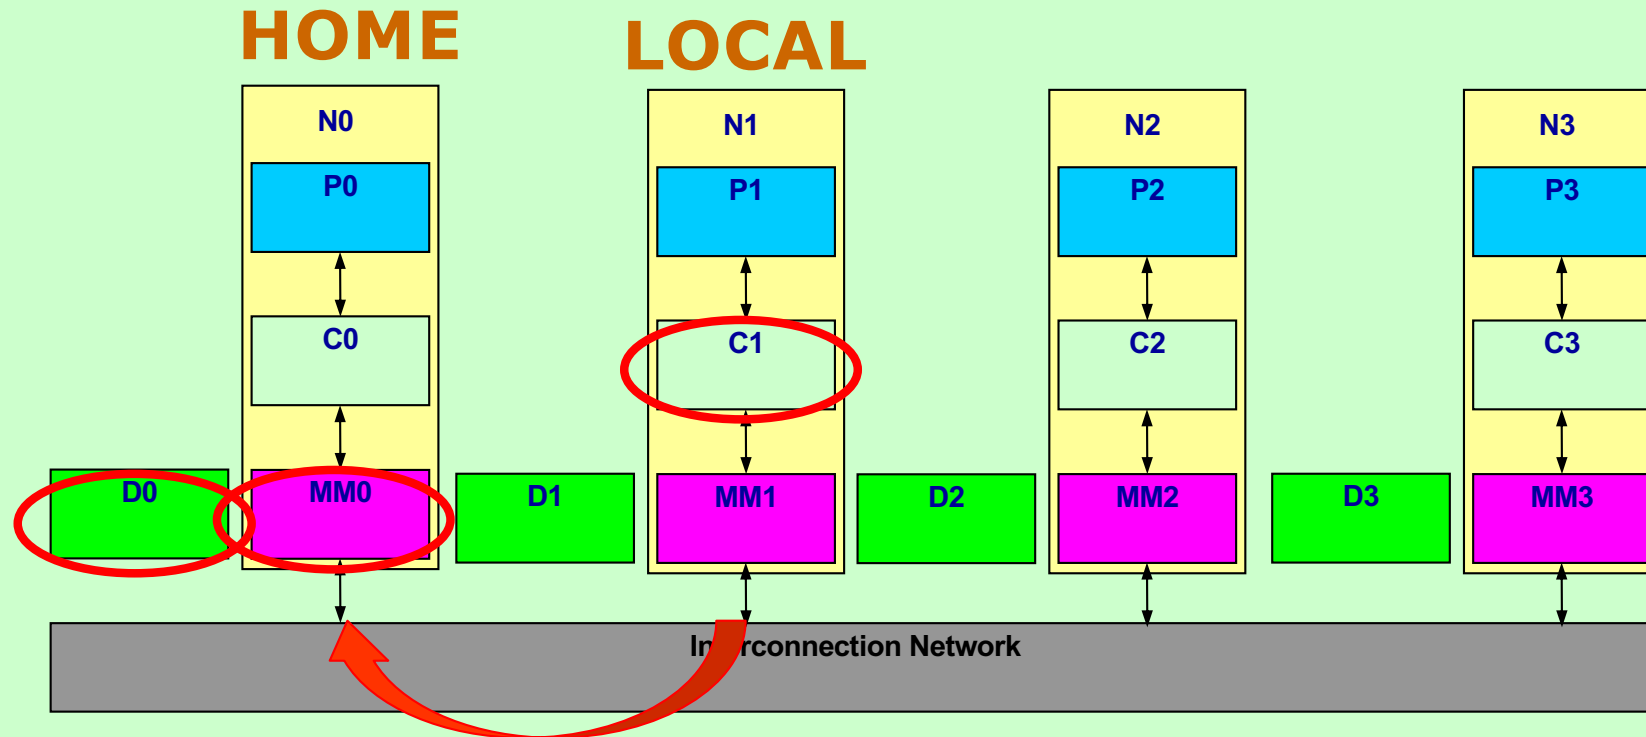 HOME LOCAL
N0 N1 N2 N3
P0 P1 P2 P3
C0 C1 C2 C3
D0 MM0 D1 MM1 D2 MM2 D3 MM3
Interconnection Network